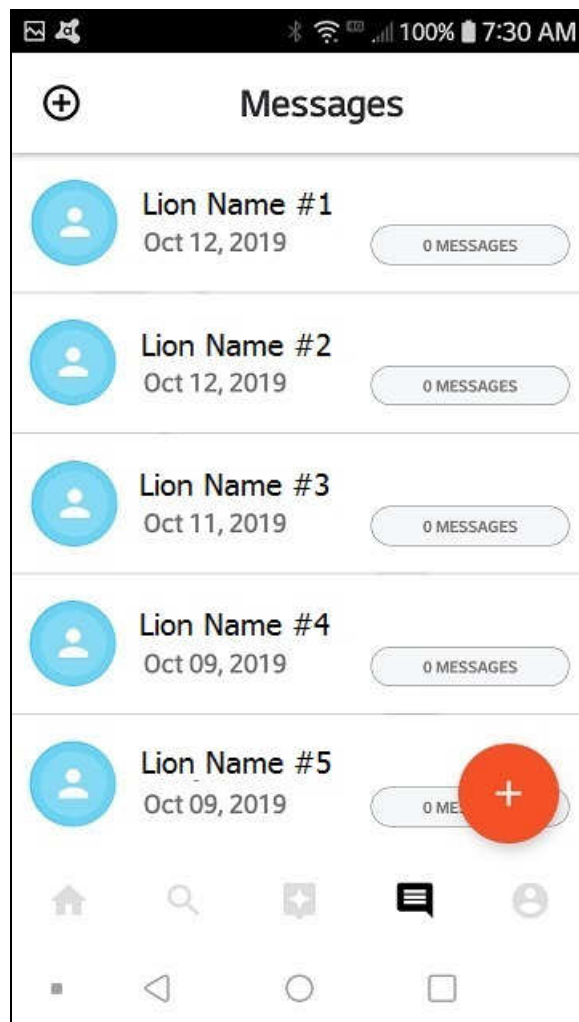 100% 7:30 AM
Messages
Lion Name #1
Oct 12, 2019
0 MESSAGES
Lion Name #2
Oct 12, 2019
0 MESSAGES
Lion Name #3
Oct 11, 2019
0 MESSAGES
Lion Name #4
Oct 09, 2019
0 MESSAGES
Lion Name #5
Oct 09, 2019
0 ME